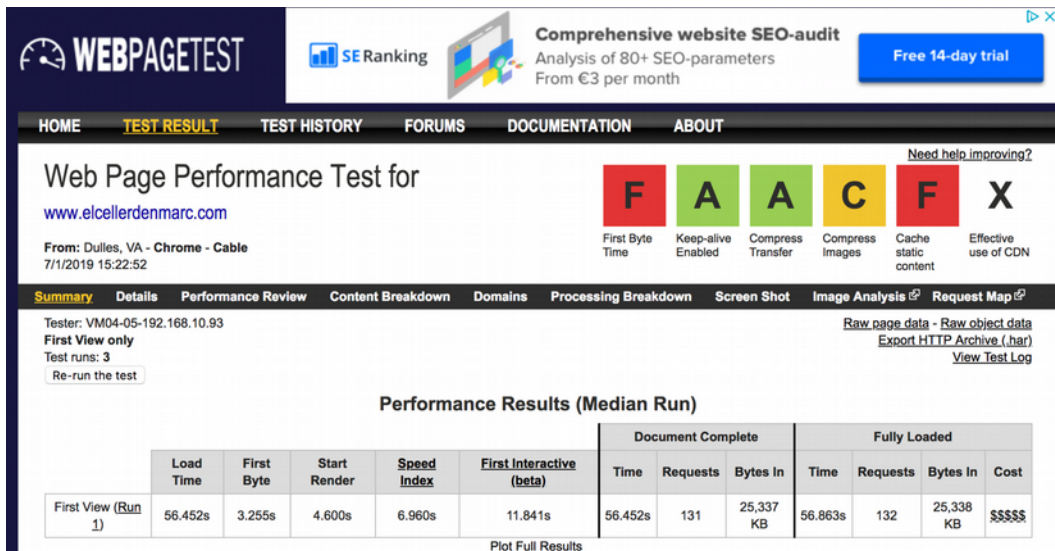 WEBPAGETEST
SE Ranking
Comprehensive website SEO-audit
Analysis of 80+ SEO-parameters
From €3 per month
Free 14-day trial
HOME TEST RESULT TEST HISTORY FORUMS DOCUMENTATION ABOUT
Need help improving?
Web Page Performance Test for
www.elcellerdenmarc.com
From: Dulles, VA - Chrome - Cable
7/1/2019 15:22:52
F A A C F X
First Byte Time
Keep-alive Enabled
Compress Transfer
Compress Images
Cache static content
Effective use of CDN
Summary Details Performance Review Content Breakdown Domains Processing Breakdown Screen Shot Image Analysis Request Map
Tester: VM04-05-192.168.10.93
First View only
Test runs: 3
Re-run the test
Raw page data - Raw object data
Export HTTP Archive (.har)
View Test Log
Performance Results (Median Run)
Document Complete Fully Loaded
Load Time First Byte Start Render Speed Index First Interactive (beta) Time Requests Bytes In Time Requests Bytes In Cost
First View (Run 1) 56.452s 3.255s 4.600s 6.960s 11.841s 56.452s 131 25,337 KB 56.863s 132 25,338 KB $$$$$
Plot Full Results